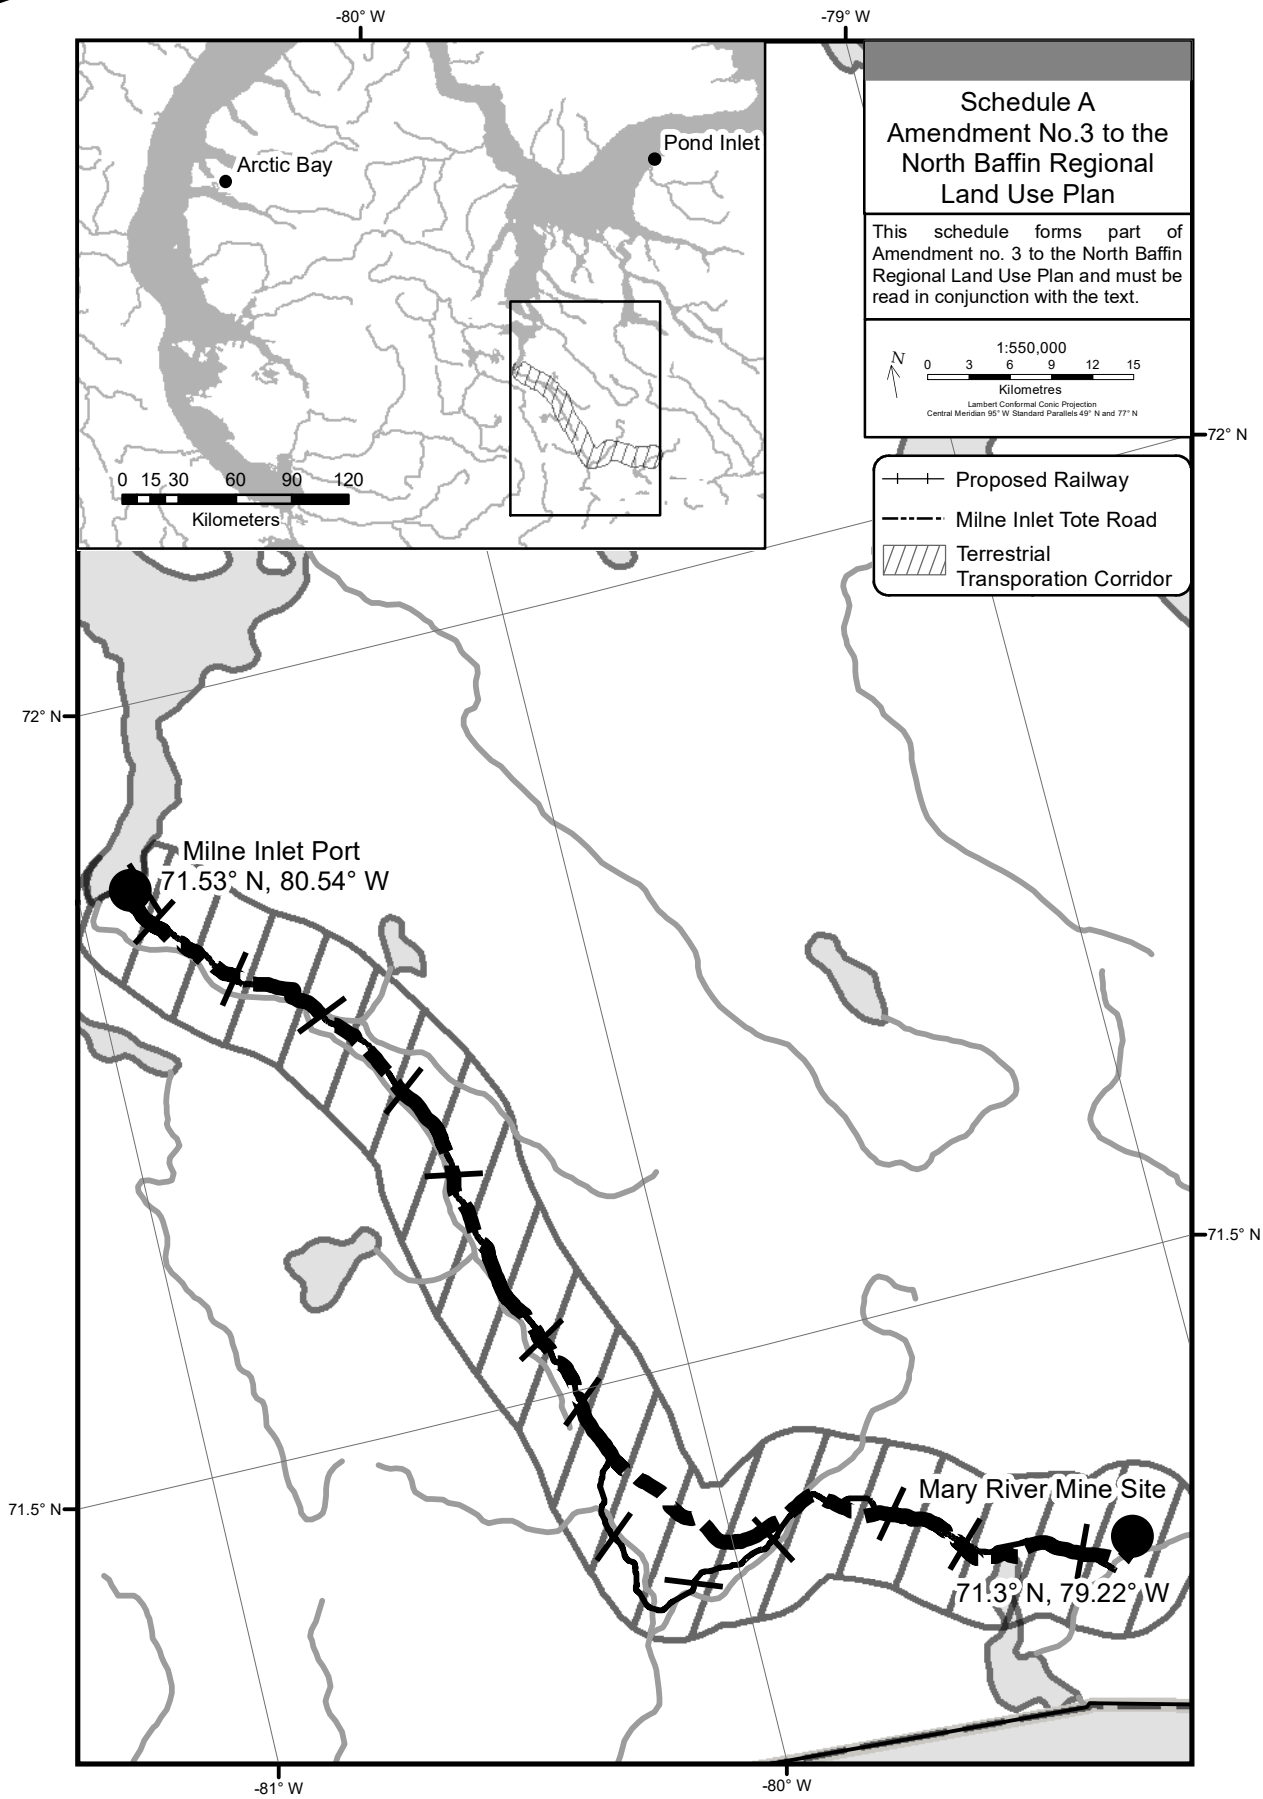 -80° W
-79° W
Schedule A
Amendment No.3 to the
North Baffin Regional
Land Use Plan
This schedule forms part of
Amendment no. 3 to the North Baffin
Regional Land Use Plan and must be
read in conjunction with the text.
N
1:550,000
0 3 6 9 12 15
Kilometres
Lambert Conformal Conic Projection
Central Meridian 95° W Standard Parallels 49° N and 77° N
Pond Inlet
Arctic Bay
0 15 30 60 90 120
Kilometers
72° N
Proposed Railway
Milne Inlet Tote Road
Terrestrial
Transporation Corridor
72° N
Milne Inlet Port
71.53° N, 80.54° W
71.5° N
Mary River Mine Site
71.5° N
71.3° N, 79.22° W
-81° W
-80° W